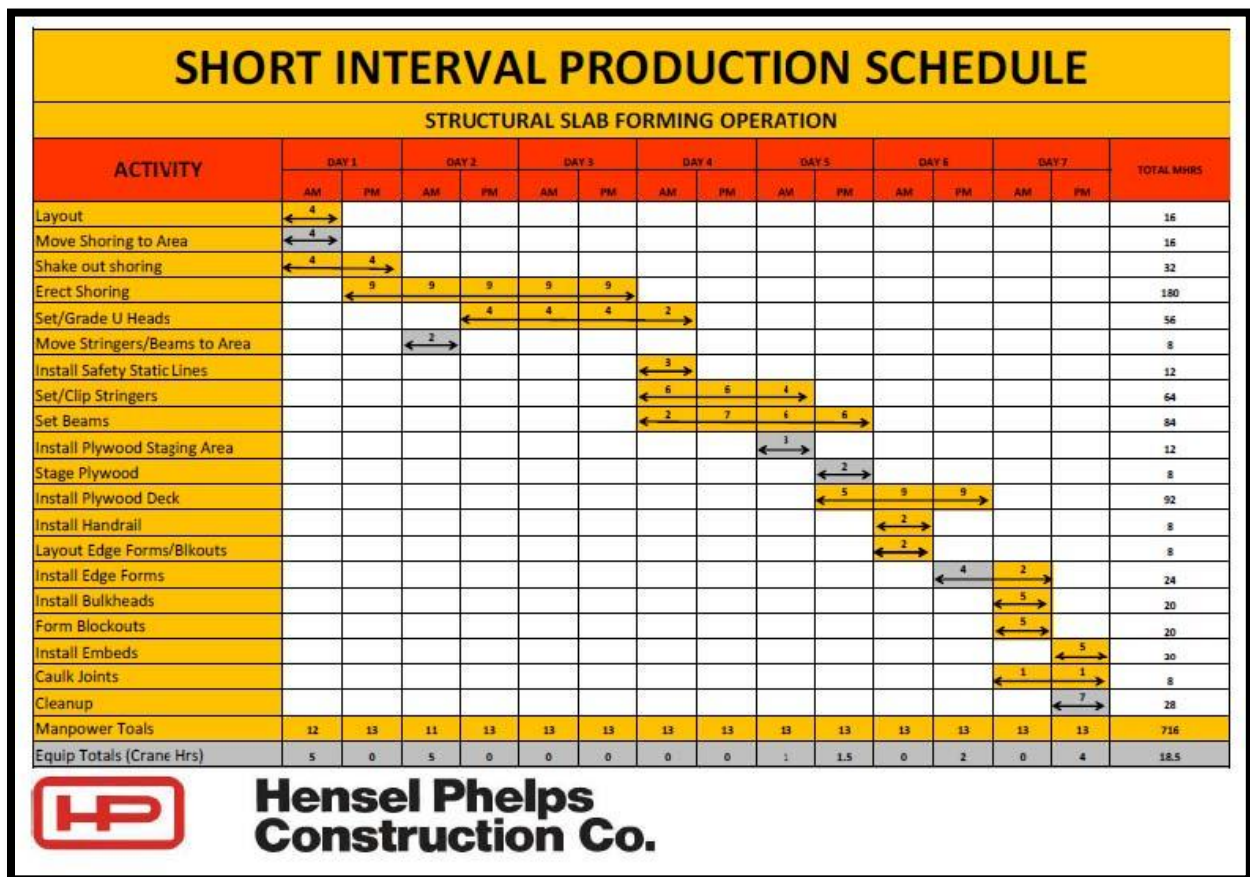 SHORT INTERVAL PRODUCTION SCHEDULE
STRUCTURAL SLAB FORMING OPERATION
ACTIVITY DAY 1 DAY 2 DAY 3 DAY 4 DAY 5 DAY 6 DAY 7 TOTAL MHRS
AM PM AM PM AM PM AM PM AM PM AM PM AM PM
Layout 4 16
Move Shoring to Area 4 16
Shake out shoring 4 4 32
Erect Shoring 9 9 9 9 9 180
Set/Grade U Heads 4 4 4 2 56
Move Stringers/Beams to Area 2 8
Install Safety Static Lines 3 12
Set/Clip Stringers 6 6 4 64
Set Beams 2 7 6 6 84
Install Plywood Staging Area 3 12
Stage Plywood 2 8
Install Plywood Deck 5 9 9 92
Install Handrail 2 8
Layout Edge Forms/Blkouts 2 8
Install Edge Forms 4 2 24
Install Bulkheads 5 20
Form Blockouts 5 20
Install Embeds 5 20
Caulk Joints 1 1 8
Cleanup 7 28
Manpower Toals 12 13 11 13 13 13 13 13 13 13 13 13 13 13 716
Equip Totals (Crane Hrs) 5 0 5 0 0 0 0 0 1 1.5 0 2 0 4 18.5
HP
Hensel Phelps
Construction Co.